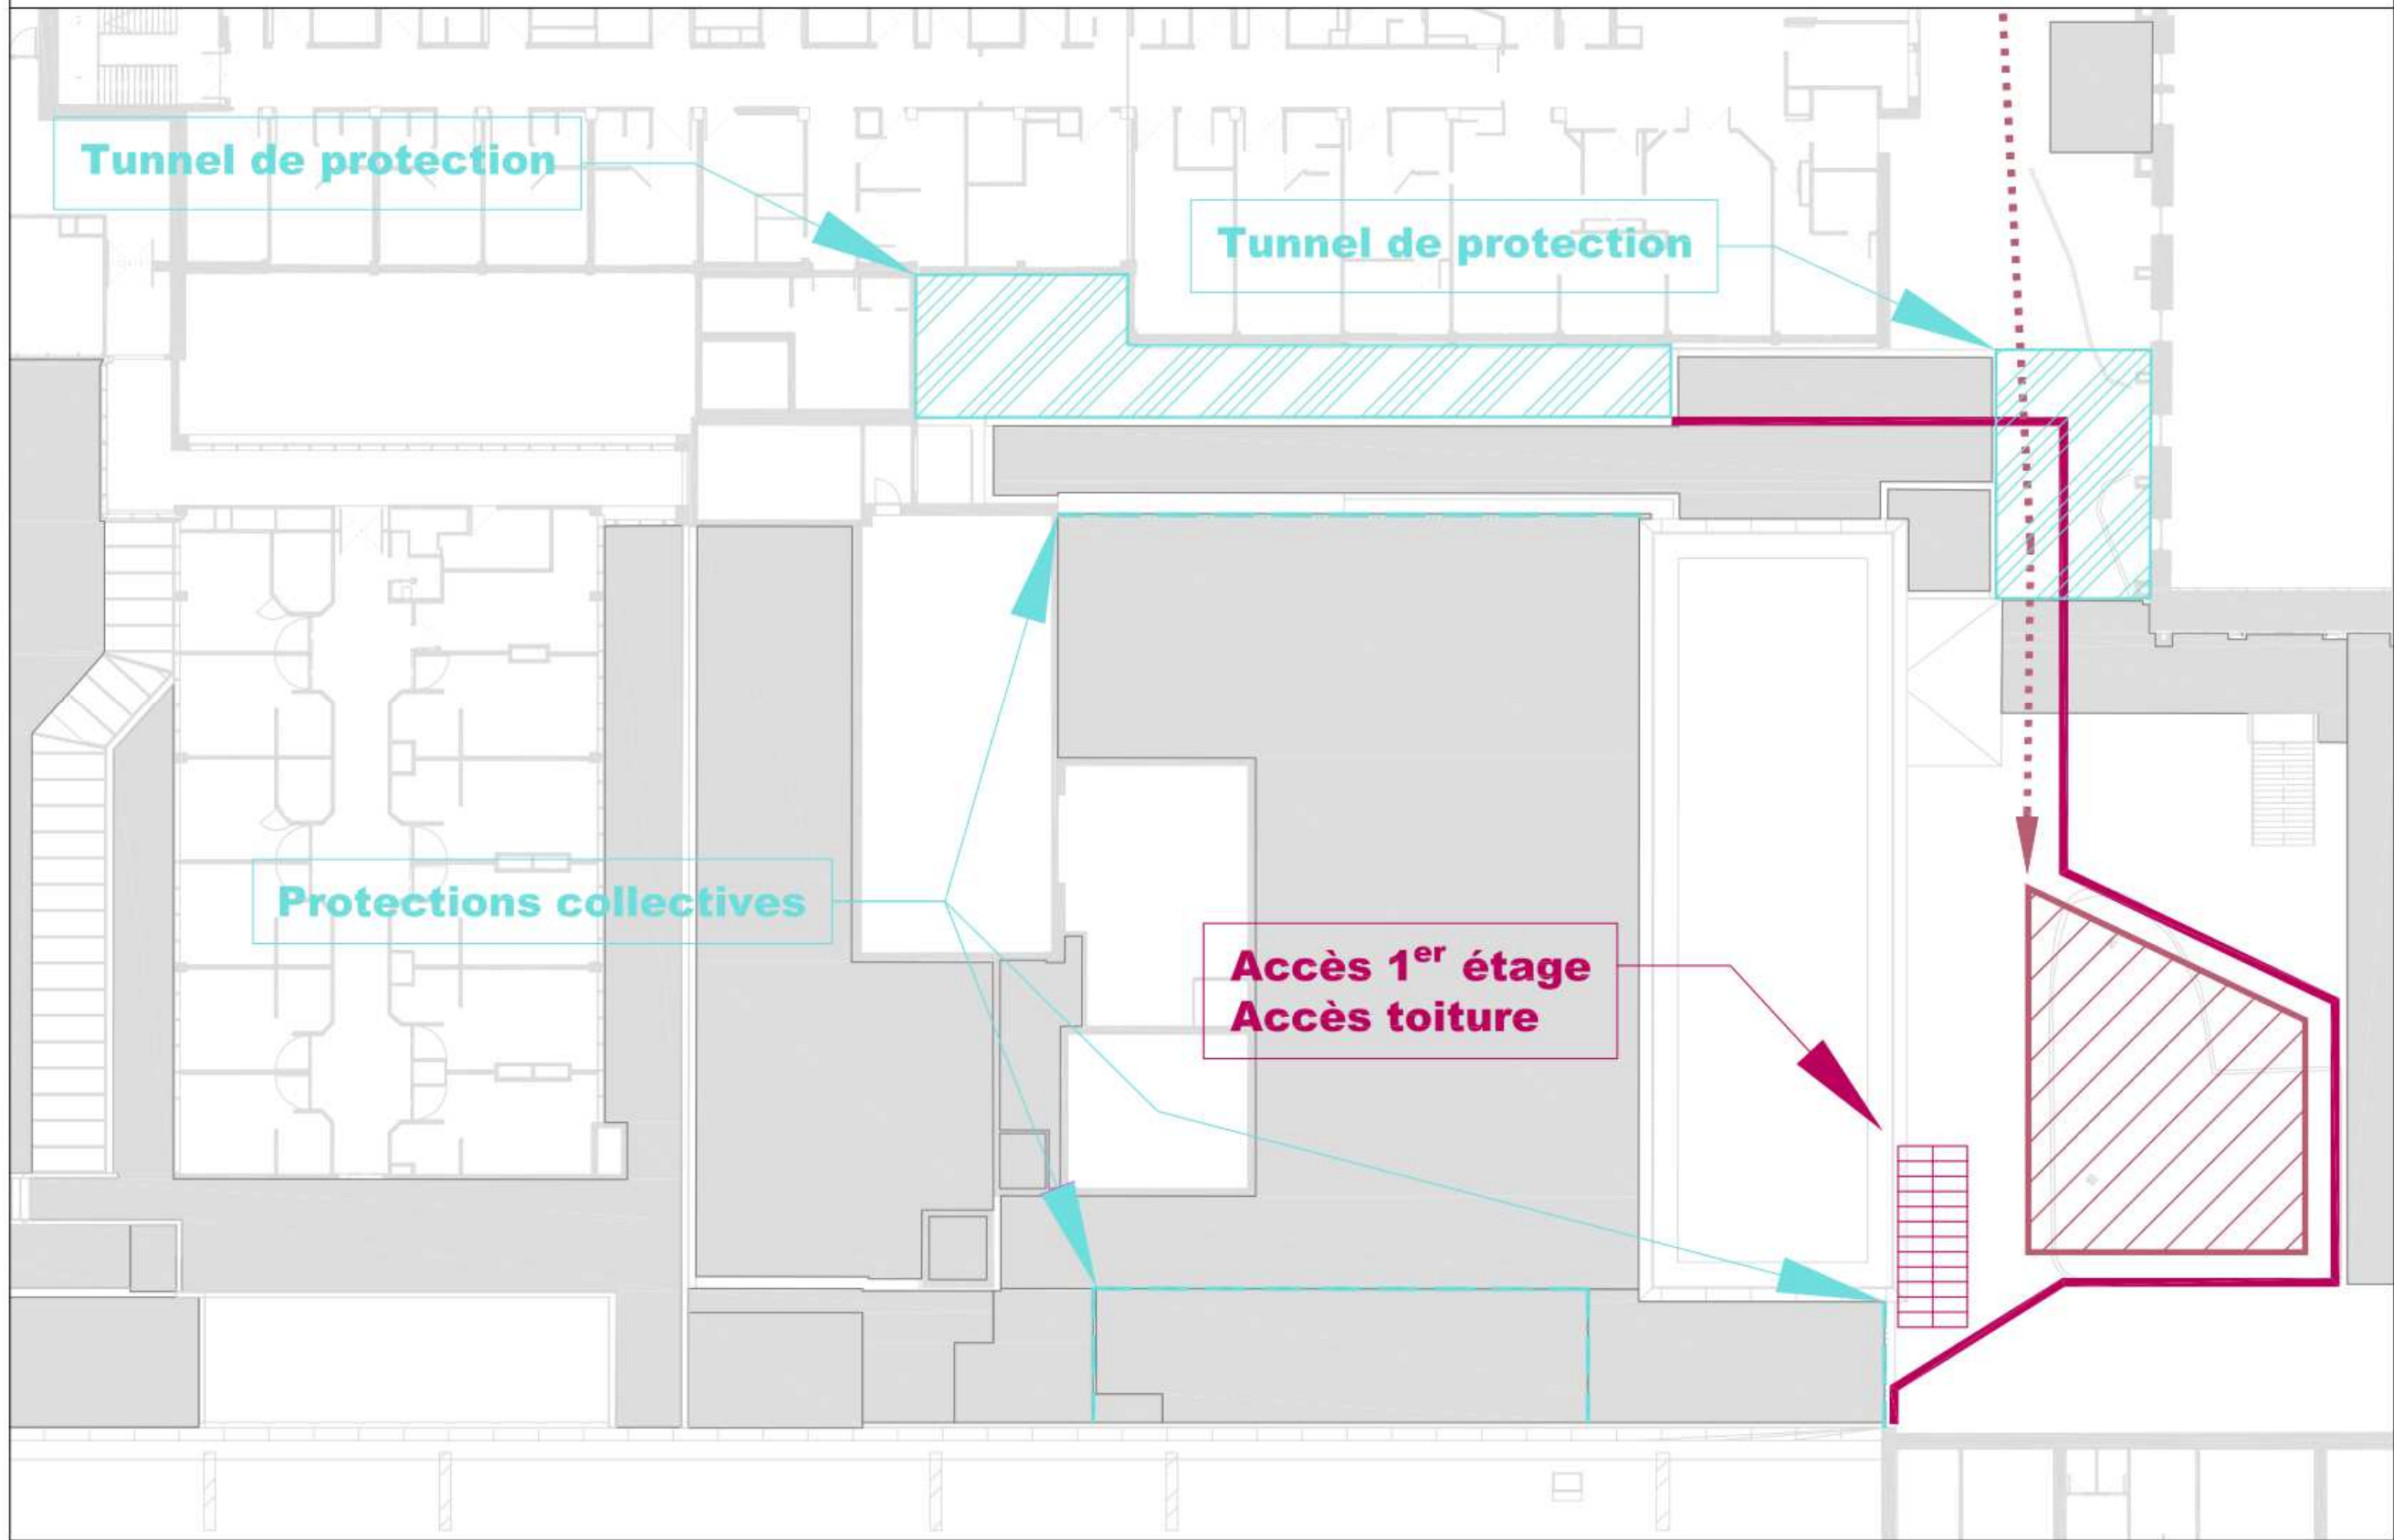 Tunnel de protection
Tunnel de protection
Protections collectives
Accès 1er étage
Accès toiture